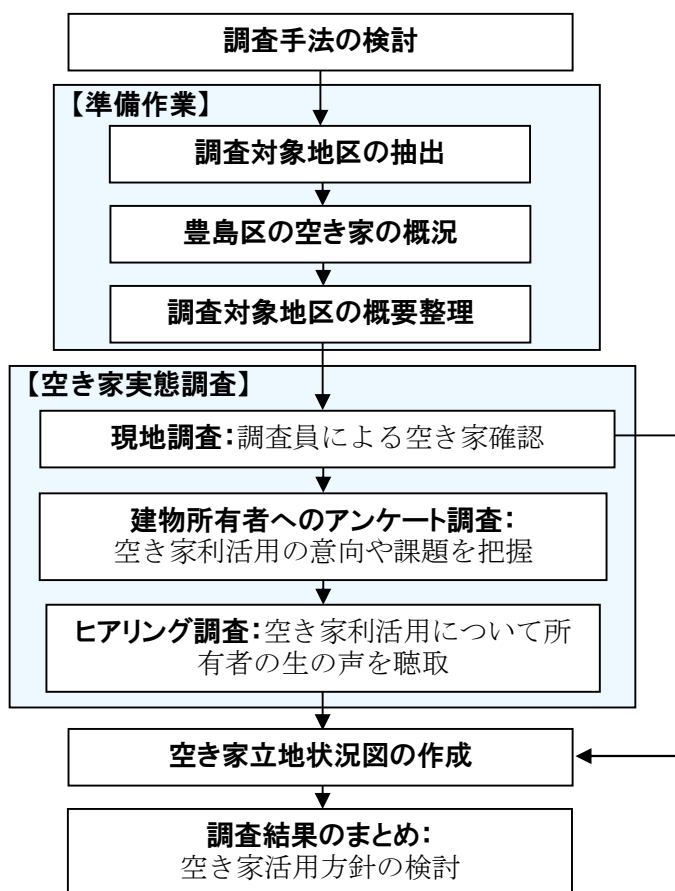 調査手法の検討
【準備作業】
調査対象地区の抽出
豊島区の空き家の概況
調査対象地区の概要整理
【空き家実態調査】
現地調査：調査員による空き家確認
建物所有者へのアンケート調査：
空き家利活用の意向や課題を把握
ヒアリング調査：空き家利活用について所
有者の生の声を聴取
空き家立地状況図の作成
調査結果のまとめ：
空き家活用方針の検討